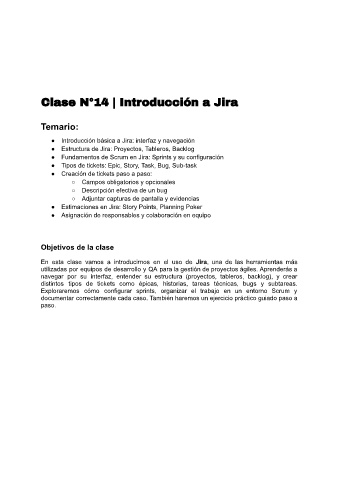 Clase N°14 | Introducción a Jira
Temario:
● Introducción básica a Jira: interfaz y navegación
● Estructura de Jira: Proyectos, Tableros, Backlog
● Fundamentos de Scrum en Jira: Sprints y su configuración
● Tipos de tickets: Epic, Story, Task, Bug, Sub-task
● Creación de tickets paso a paso:
○ Campos obligatorios y opcionales
○ Descripción efectiva de un bug
○ Adjuntar capturas de pantalla y evidencias
● Estimaciones en Jira: Story Points, Planning Poker
● Asignación de responsables y colaboración en equipo
Objetivos de la clase
En esta clase vamos a introducirnos en el uso de Jira, una de las herramientas más
utilizadas por equipos de desarrollo y QA para la gestión de proyectos ágiles. Aprenderás a
navegar por su interfaz, entender su estructura (proyectos, tableros, backlog), y crear
distintos tipos de tickets como épicas, historias, tareas técnicas, bugs y subtareas.
Exploraremos cómo configurar sprints, organizar el trabajo en un entorno Scrum y
documentar correctamente cada caso. También haremos un ejercicio práctico guiado paso a
paso.